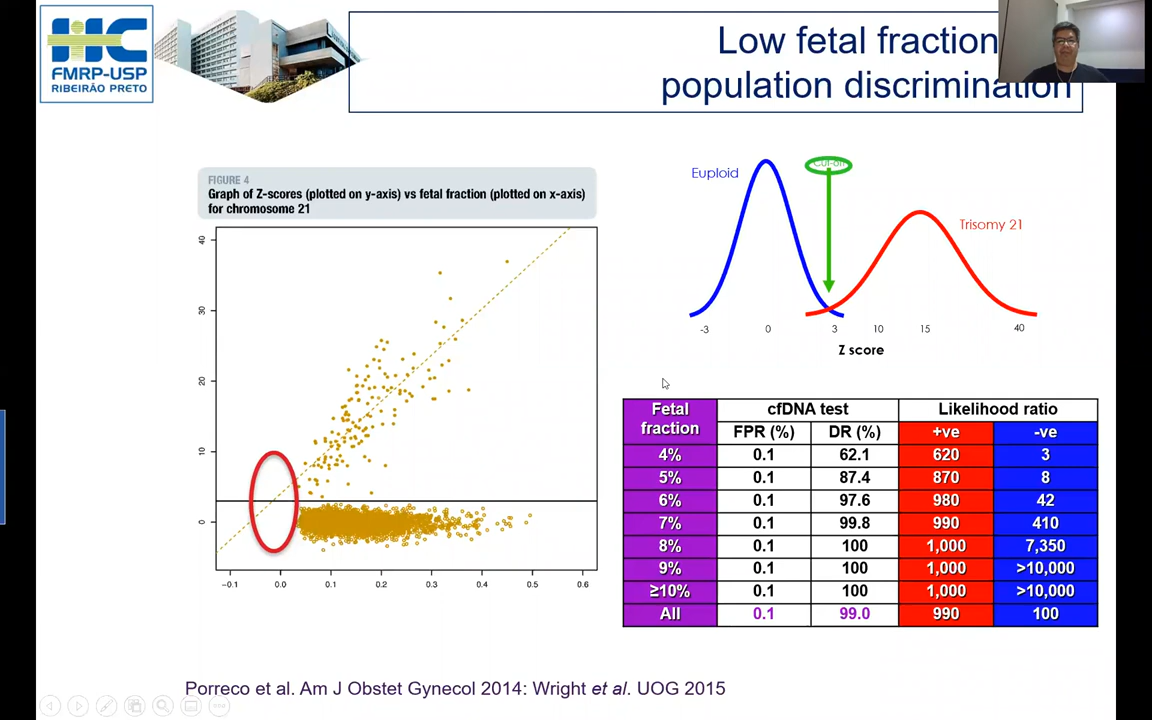 HC
FMRP-USP
RIBEIRÃO PRETO
Low fetal fraction
population discrimination
FIGURE 4
Graph of Z-scores (plotted on y-axis) vs fetal fraction (plotted on x-axis)
for chromosome 21
40
30
20
10
0
-0.1 0.0 0.1 0.2 0.3 0.4 0.5 0.6
Cut-off
Euploid
Trisomy 21
-3 0 3 10 15 40
Z score
Fetal fraction cfDNA test Likelihood ratio
FPR (%) DR (%) +ve -ve
4% 0.1 62.1 620 3
5% 0.1 87.4 870 8
6% 0.1 97.6 980 42
7% 0.1 99.8 990 410
8% 0.1 100 1,000 7,350
9% 0.1 100 1,000 >10,000
≥10% 0.1 100 1,000 >10,000
All 0.1 99.0 990 100
Porreco et al. Am J Obstet Gynecol 2014: Wright et al. UOG 2015